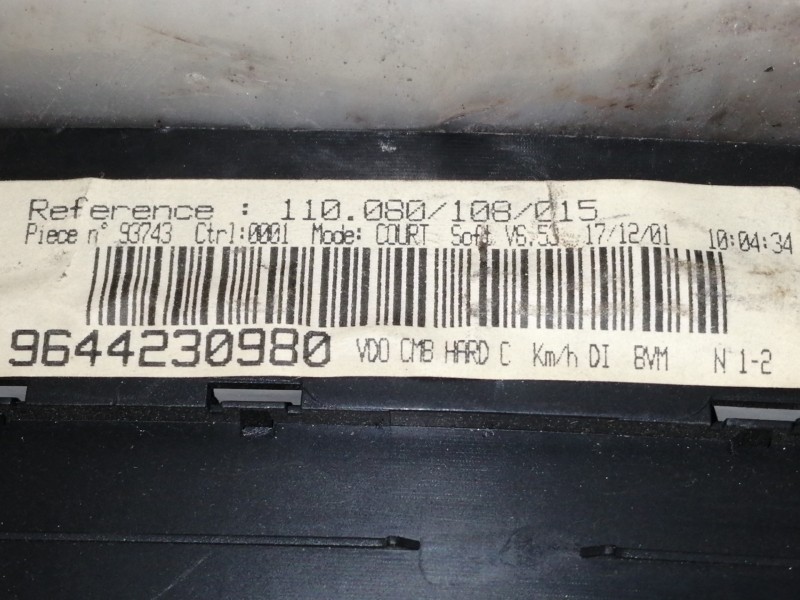 Reference : 110.080/108/015
Piece n° 93743 Ctrl:0001 Mode: COURT Soft V6.53 17/12/01 10:04:34
9644230980 VDO CMB HARD C Km/h DI BVM N 1-2